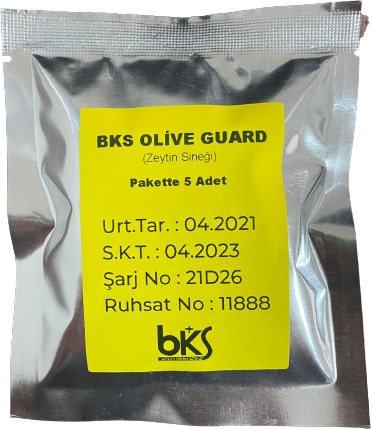 BKS OLİVE GUARD
(Zeytin Sineği)
Pakette 5 Adet
Urt.Tar. : 04.2021
S.K.T. : 04.2023
Şarj No : 21D26
Ruhsat No : 11888
bks